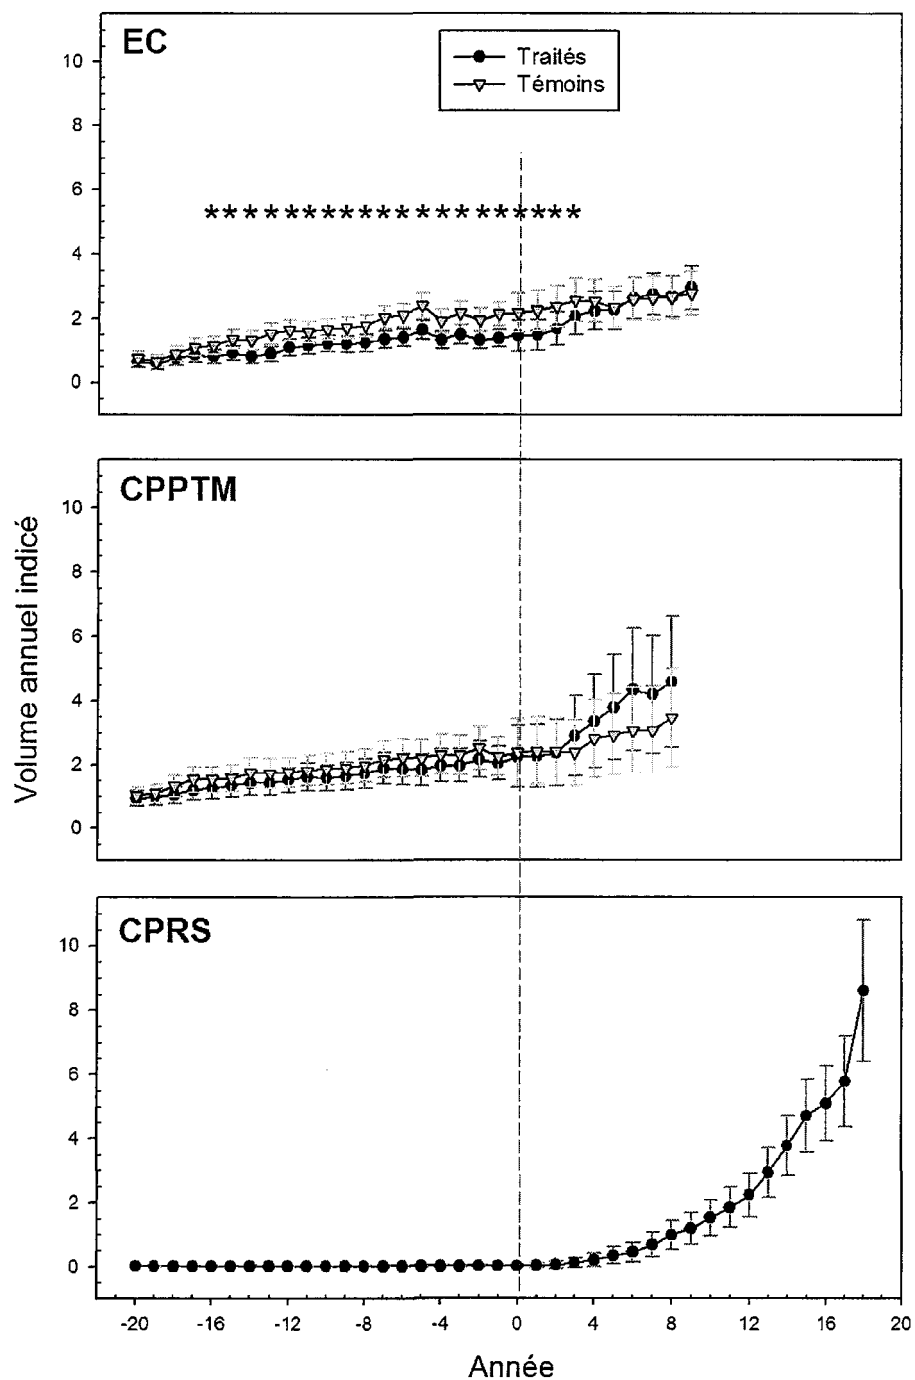 EC
Traités
Témoins
10
8
6
4
2
0
********************
CPPTM
10
8
6
4
2
0
Volume annuel indicé
CPRS
10
8
6
4
2
0
-20 -16 -12 -8 -4 0 4 8 12 16 20
Année